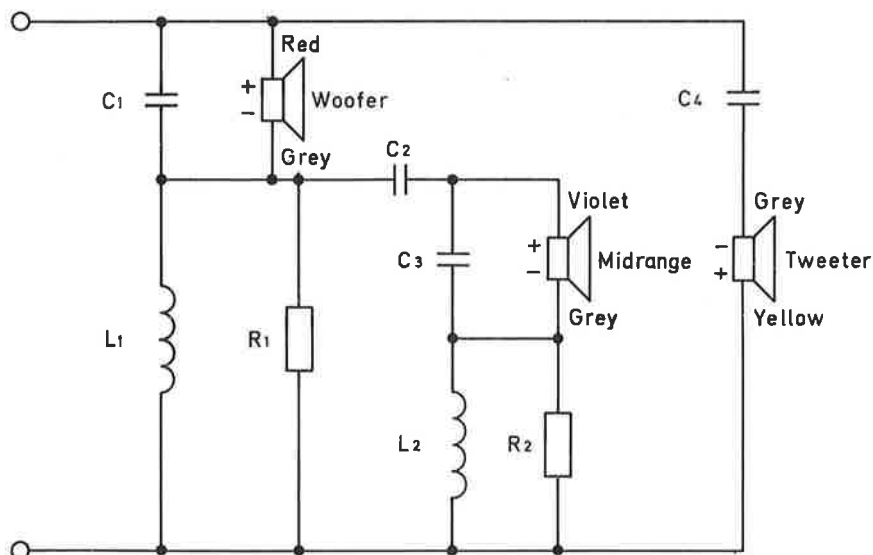 Red
C1
+
-
Woofer
C4
Grey
C2
Violet
Grey
C3
+
-
Midrange
-
+
Tweeter
Grey
Yellow
L1
R1
L2
R2